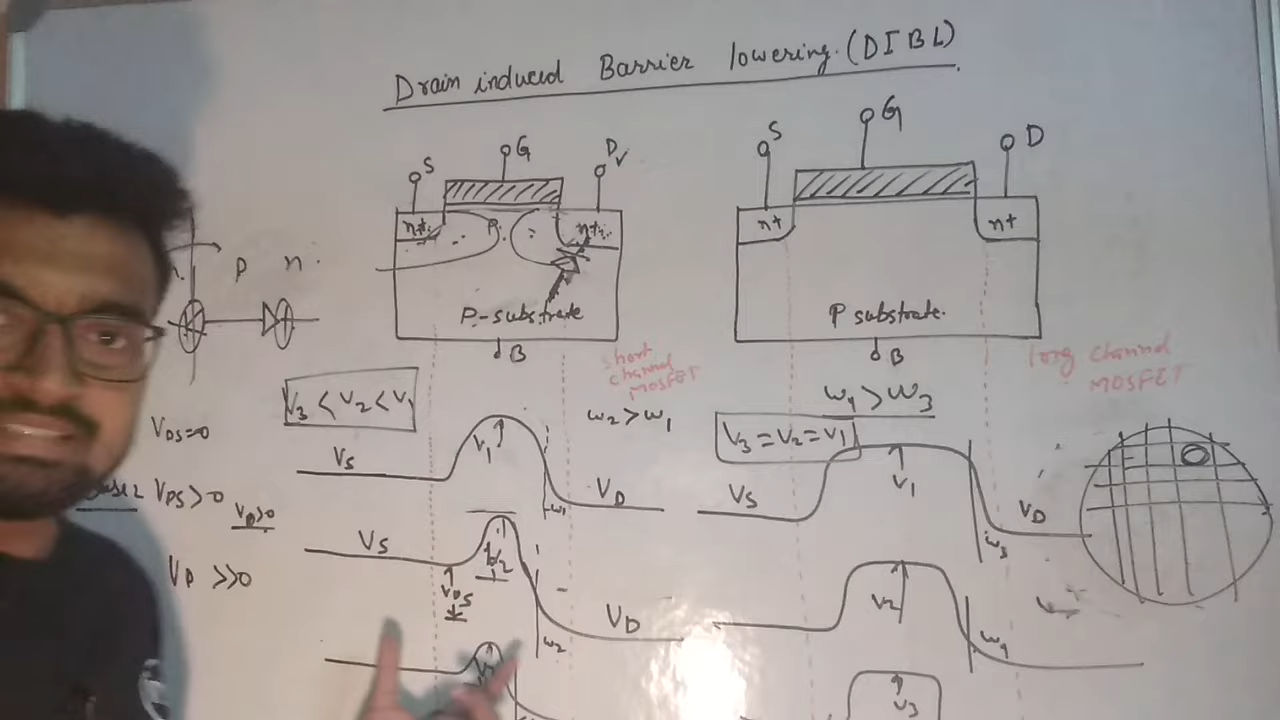 Drain induced Barrier lowering. (DIBL)
S G D
n+ n+
P-substrate
B
S G D
n+ n+
P substrate.
B
P n
short
channel
MOSFET
long channel
MOSFET
V3 < V2 < V1
w2 > w1
w4 > w3
V3 = V2 = V1
VDS=0
VDS>0
VD>0
VD >>0
VS V1 w1 VD
VS V2 w2 VD
VS V1 w3 VD
V2 w4
V3